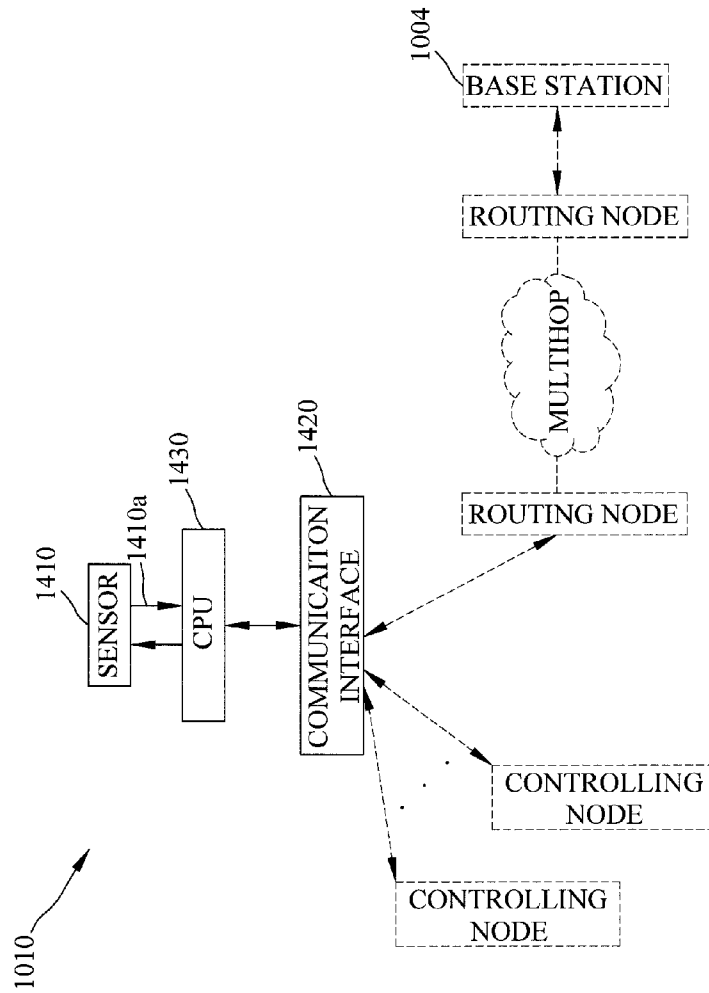 1010
1410
SENSOR
1410a
1430
CPU
1420
COMMUNICAITON
INTERFACE
CONTROLLING
NODE
CONTROLLING
NODE
ROUTING NODE
MULTIHOP
ROUTING NODE
BASE STATION
1004